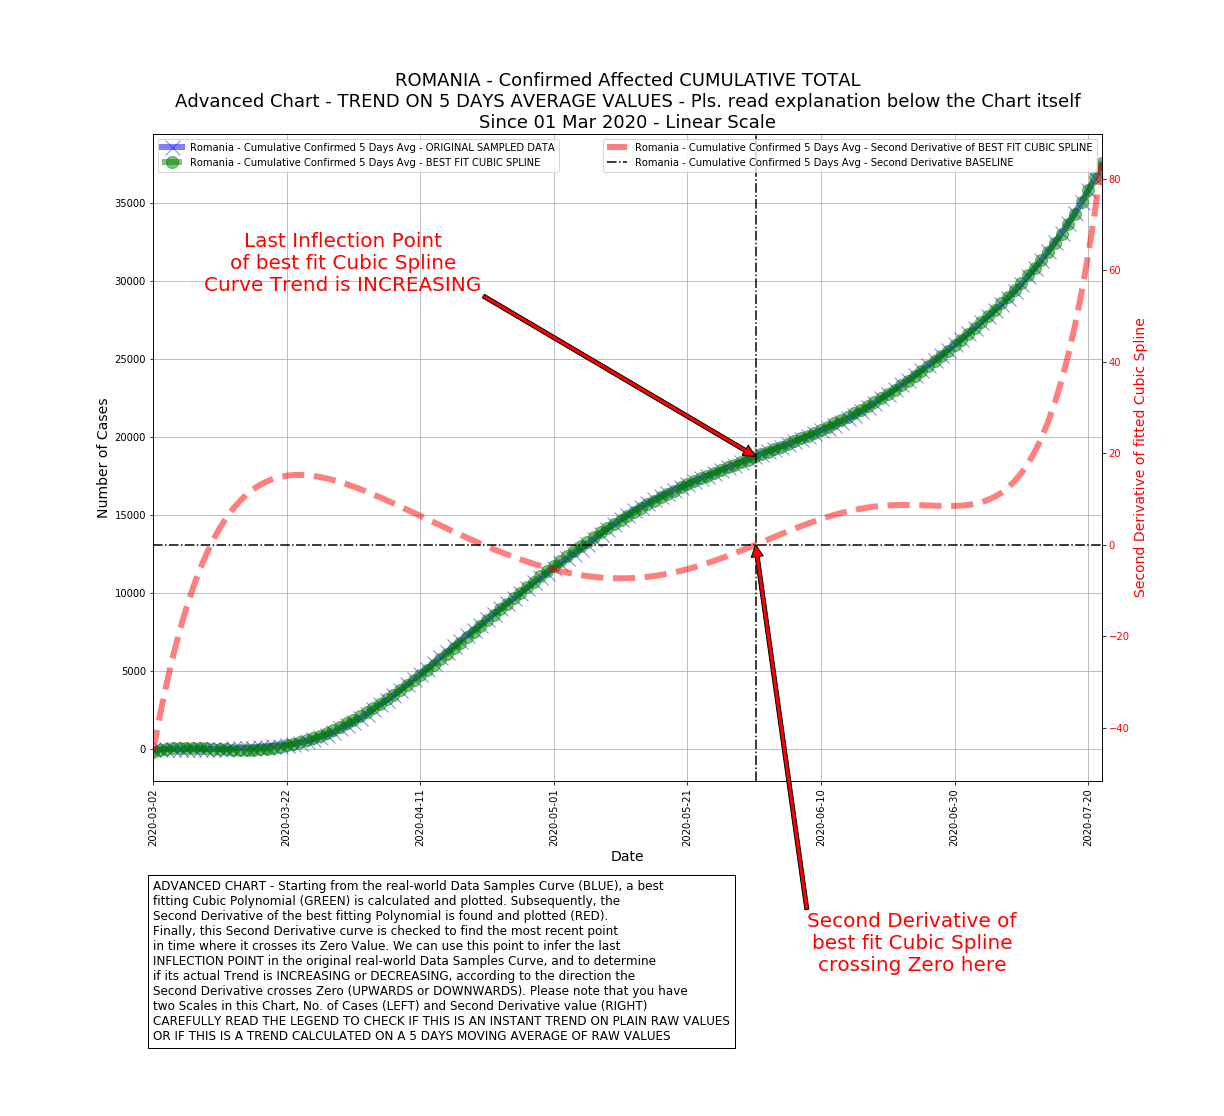 ROMANIA - Confirmed Affected CUMULATIVE TOTAL
Advanced Chart - TREND ON 5 DAYS AVERAGE VALUES - Pls. read explanation below the Chart itself
Since 01 Mar 2020 - Linear Scale
Romania - Cumulative Confirmed 5 Days Avg - ORIGINAL SAMPLED DATA
Romania - Cumulative Confirmed 5 Days Avg - BEST FIT CUBIC SPLINE
Romania - Cumulative Confirmed 5 Days Avg - Second Derivative of BEST FIT CUBIC SPLINE
Romania - Cumulative Confirmed 5 Days Avg - Second Derivative BASELINE
Last Inflection Point
of best fit Cubic Spline
Curve Trend is INCREASING
Number of Cases
35000
30000
25000
20000
15000
10000
5000
0
80
60
40
20
0
−20
−40
Second Derivative of fitted Cubic Spline
2020-03-02
2020-03-22
2020-04-11
2020-05-01
2020-05-21
2020-06-10
2020-06-30
2020-07-20
Date
Second Derivative of
best fit Cubic Spline
crossing Zero here
ADVANCED CHART - Starting from the real-world Data Samples Curve (BLUE), a best
fitting Cubic Polynomial (GREEN) is calculated and plotted. Subsequently, the
Second Derivative of the best fitting Polynomial is found and plotted (RED).
Finally, this Second Derivative curve is checked to find the most recent point
in time where it crosses its Zero Value. We can use this point to infer the last
INFLECTION POINT in the original real-world Data Samples Curve, and to determine
if its actual Trend is INCREASING or DECREASING, according to the direction the
Second Derivative crosses Zero (UPWARDS or DOWNWARDS). Please note that you have
two Scales in this Chart, No. of Cases (LEFT) and Second Derivative value (RIGHT)
CAREFULLY READ THE LEGEND TO CHECK IF THIS IS AN INSTANT TREND ON PLAIN RAW VALUES
OR IF THIS IS A TREND CALCULATED ON A 5 DAYS MOVING AVERAGE OF RAW VALUES